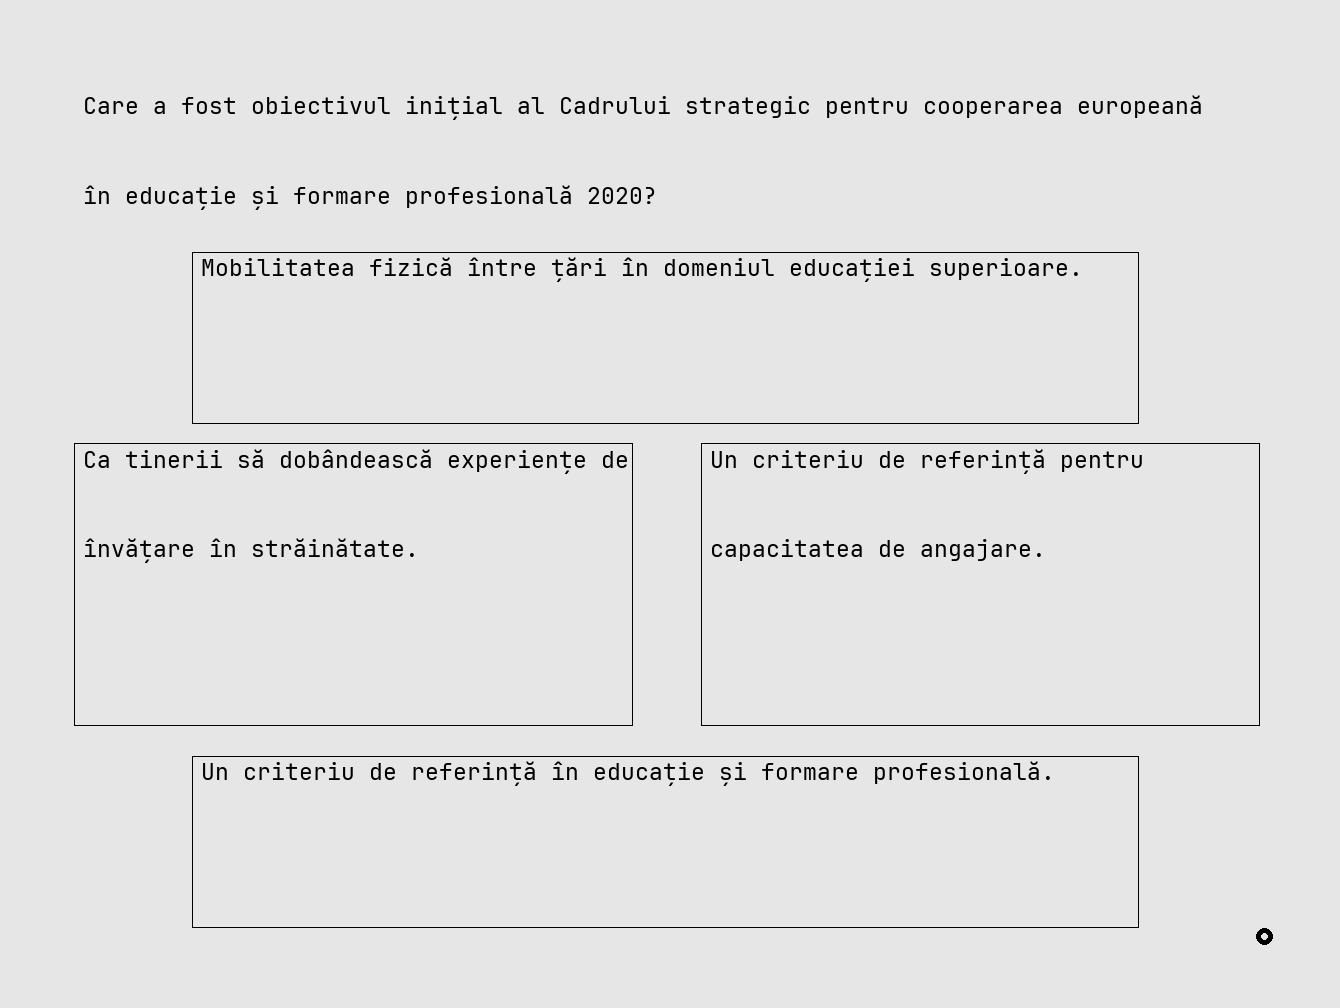 Care a fost obiectivul inițial al Cadrului strategic pentru cooperarea europeană
în educație și formare profesională 2020?
Mobilitatea fizică între țări în domeniul educației superioare.
Ca tinerii să dobândească experiențe de
învățare în străinătate.
Un criteriu de referință pentru
capacitatea de angajare.
Un criteriu de referință în educație și formare profesională.